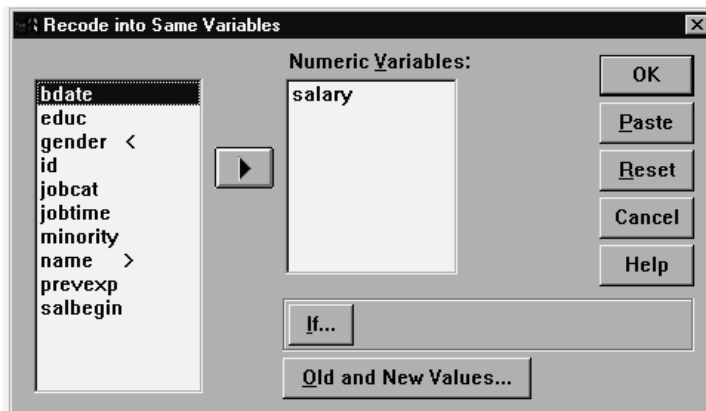 Recode into Same Variables
bdate
educ
gender <
id
jobcat
jobtime
minority
name >
prevexp
salbegin
Numeric Variables:
salary
If...
Old and New Values...
OK
Paste
Reset
Cancel
Help